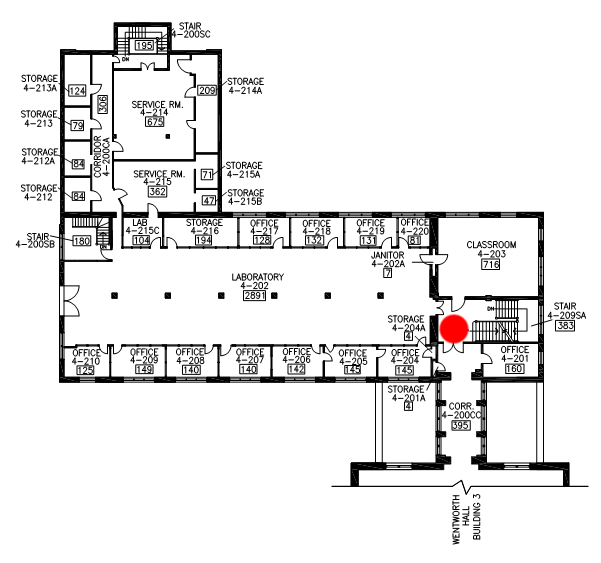 STAIR
4-200SC
195
DN
STORAGE
4-213A
124
306
209
STORAGE
4-214A
SERVICE RM.
4-214
675
STORAGE
4-213
79
CORRIDOR
4-200CA
STORAGE
4-212A
84
SERVICE RM.
4-215
362
71
STORAGE
4-215A
STORAGE
4-212
84
47
STORAGE
4-215B
STAIR
4-200SB
180
LAB
4-215C
104
STORAGE
4-216
194
OFFICE
4-217
128
OFFICE
4-218
132
OFFICE
4-219
131
OFFICE
4-220
81
CLASSROOM
4-203
716
JANITOR
4-202A
7
LABORATORY
4-202
2891
DN
STAIR
4-209SA
383
STORAGE
4-204A
4
OFFICE
4-210
125
OFFICE
4-209
149
OFFICE
4-208
140
OFFICE
4-207
140
OFFICE
4-206
142
OFFICE
4-205
145
OFFICE
4-204
145
OFFICE
4-201
160
STORAGE
4-201A
4
CORR.
4-200CC
395
WENTWORTH
HALL
BUILDING 3